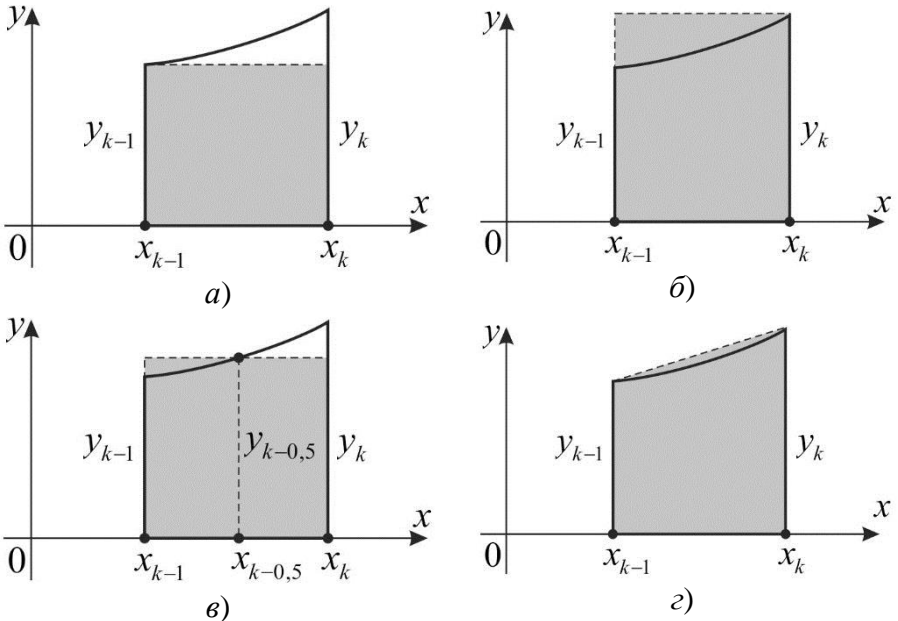 y
y
y_{k-1}
y_k
y_{k-1}
y_k
x
x
0
x_{k-1}
x_k
0
x_{k-1}
x_k
а)
б)
y
y
y_{k-1}
y_{k-0,5}
y_k
y_{k-1}
y_k
x
x
0
x_{k-1}
x_{k-0,5}
x_k
0
x_{k-1}
x_k
в)
г)